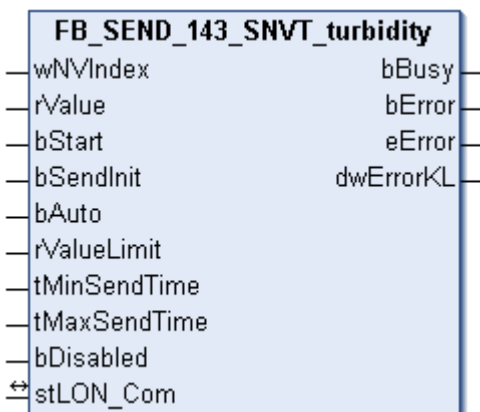 FB_SEND_143_SNVT_turbidity
wNVIndex bBusy
rValue bError
bStart eError
bSendInit dwErrorKL
bAuto
rValueLimit
tMinSendTime
tMaxSendTime
bDisabled
stLON_Com